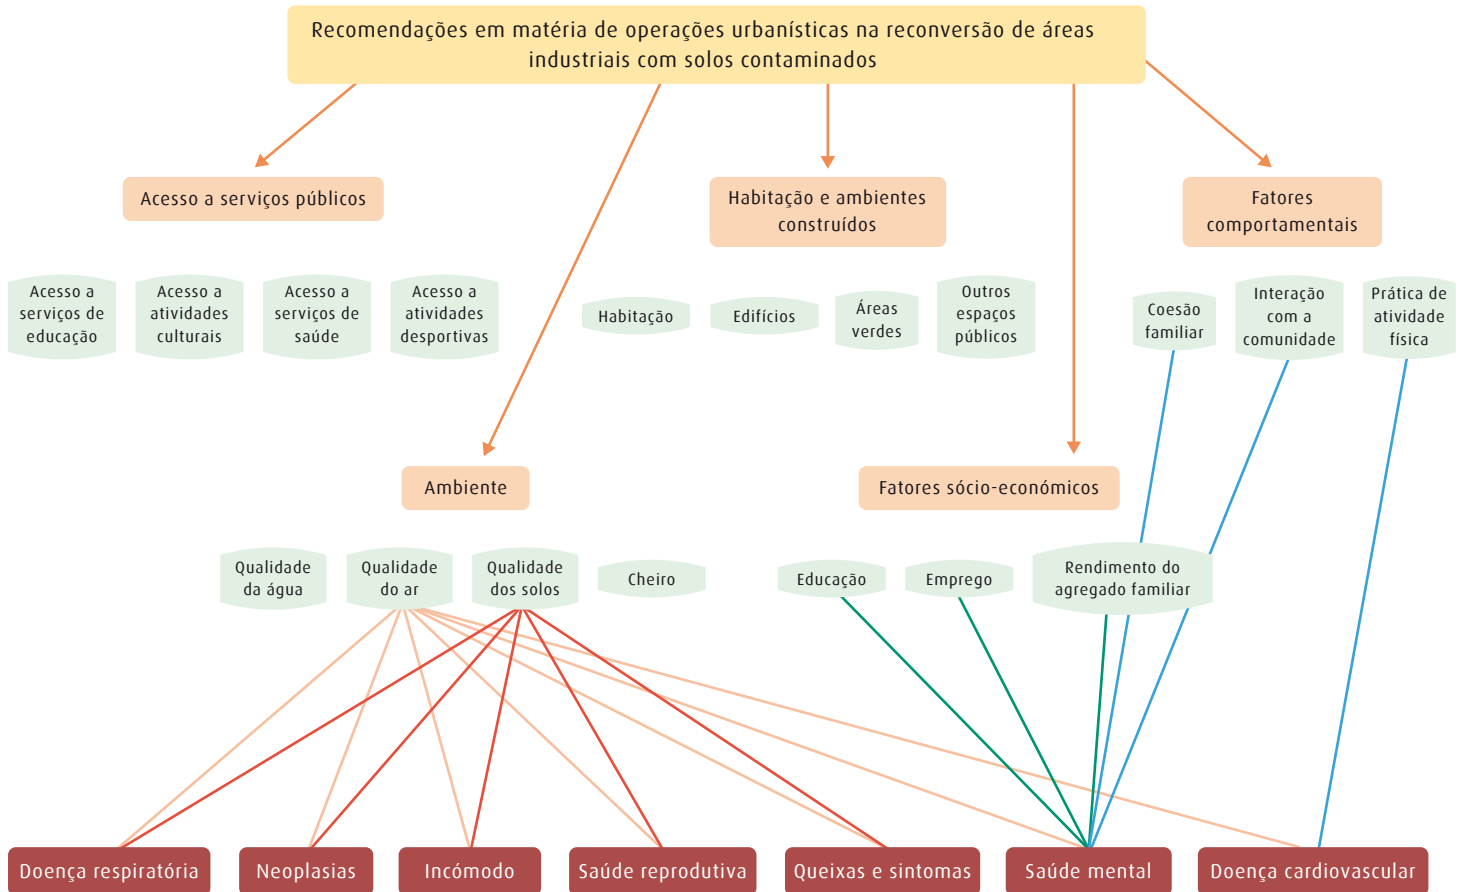 Recomendações em matéria de operações urbanísticas na reconversão de áreas
industriais com solos contaminados
Acesso a serviços públicos
Habitação e ambientes
construídos
Fatores
comportamentais
Acesso a
serviços de
educação
Acesso a
atividades
culturais
Acesso a
serviços de
saúde
Acesso a
atividades
desportivas
Habitação
Edifícios
Áreas
verdes
Outros
espaços
públicos
Coesão
familiar
Interação
com a
comunidade
Prática de
atividade
física
Ambiente
Fatores sócio-económicos
Qualidade
da água
Qualidade
do ar
Qualidade
dos solos
Cheiro
Educação
Emprego
Rendimento do
agregado familiar
Doença respiratória
Neoplasias
Incómodo
Saúde reprodutiva
Queixas e sintomas
Saúde mental
Doença cardiovascular